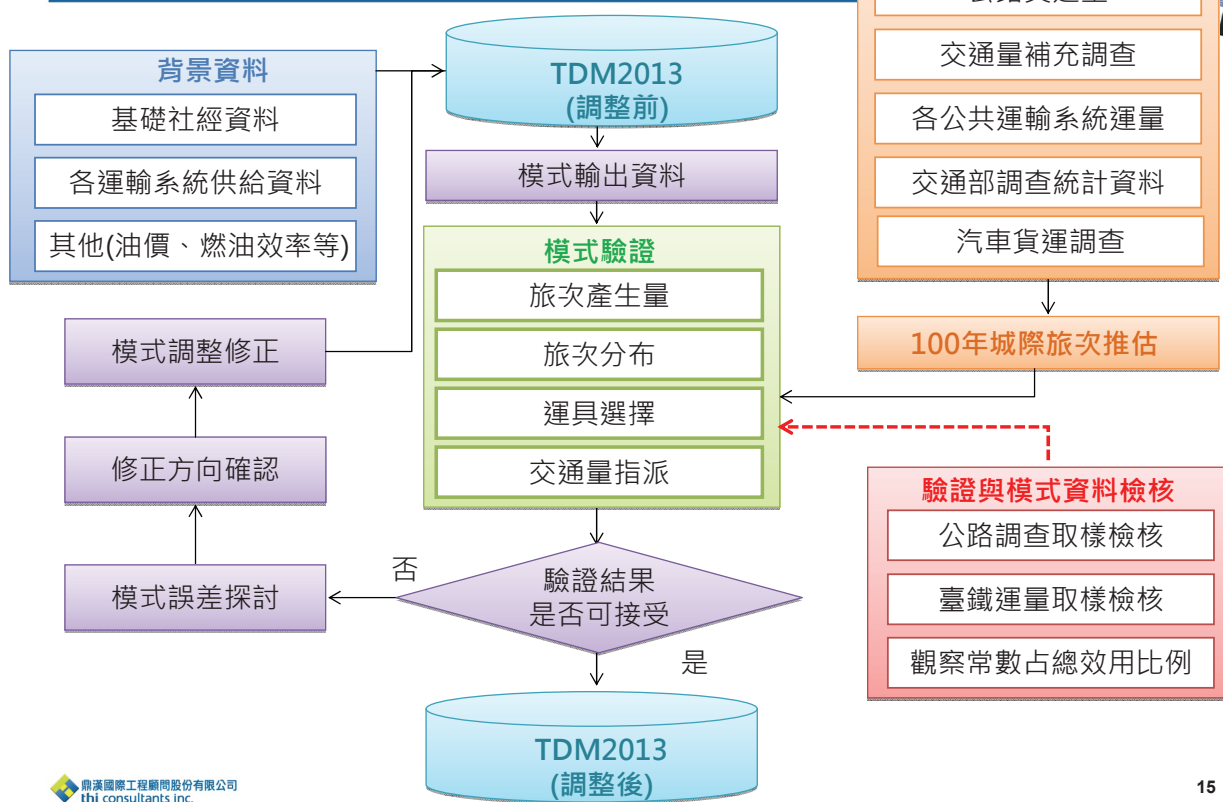 背景資料
基礎社經資料
各運輸系統供給資料
其他(油價、燃油效率等)
TDM2013
(調整前)
模式輸出資料
模式驗證
旅次產生量
旅次分布
運具選擇
交通量指派
模式調整修正
修正方向確認
模式誤差探討
否
驗證結果
是否可接受
是
TDM2013
(調整後)
交通量補充調查
各公共運輸系統運量
交通部調查統計資料
汽車貨運調查
100年城際旅次推估
驗證與模式資料檢核
公路調查取樣檢核
臺鐵運量取樣檢核
觀察常數占總效用比例
鼎漢國際工程顧問股份有限公司
thi consultants inc.
15